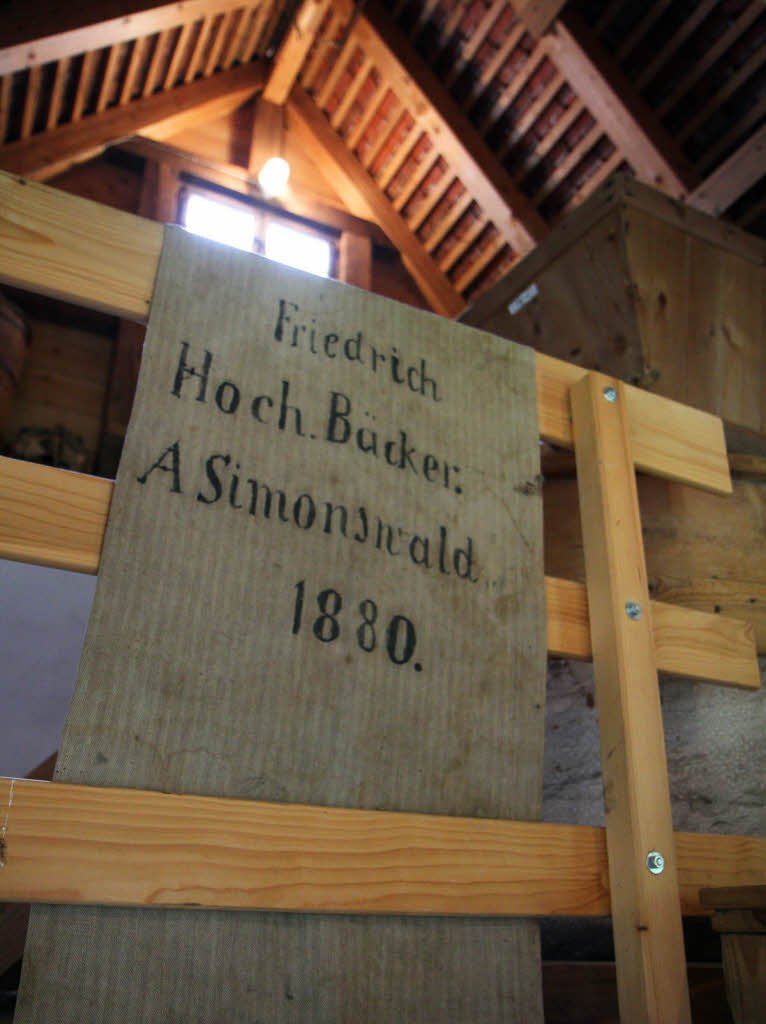 Friedrich
Hoch. Bäcker.
A Simonswald
1880.